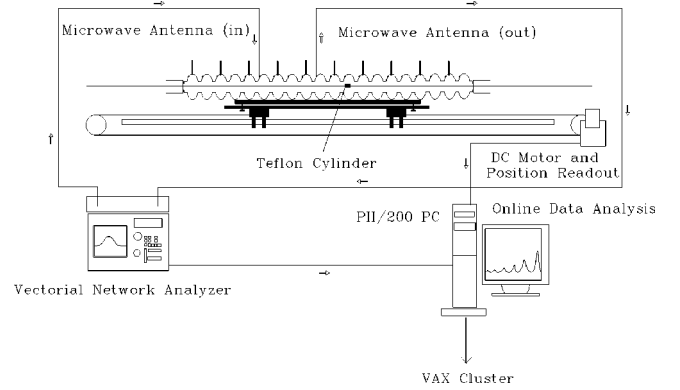 Microwave Antenna (in)
Microwave Antenna (out)
Teflon Cylinder
DC Motor and
Position Readout
PII/200 PC
Online Data Analysis
Vectorial Network Analyzer
VAX Cluster